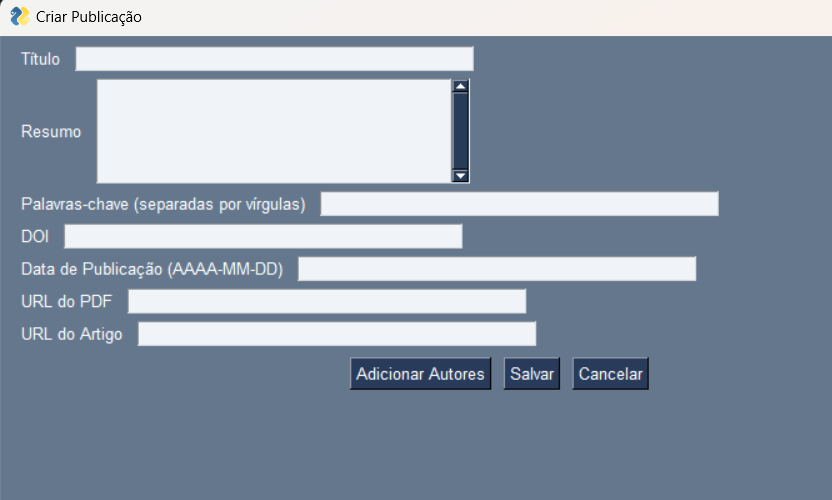 Criar Publicação
Título
Resumo
Palavras-chave (separadas por vírgulas)
DOI
Data de Publicação (AAAA-MM-DD)
URL do PDF
URL do Artigo
Adicionar Autores Salvar Cancelar